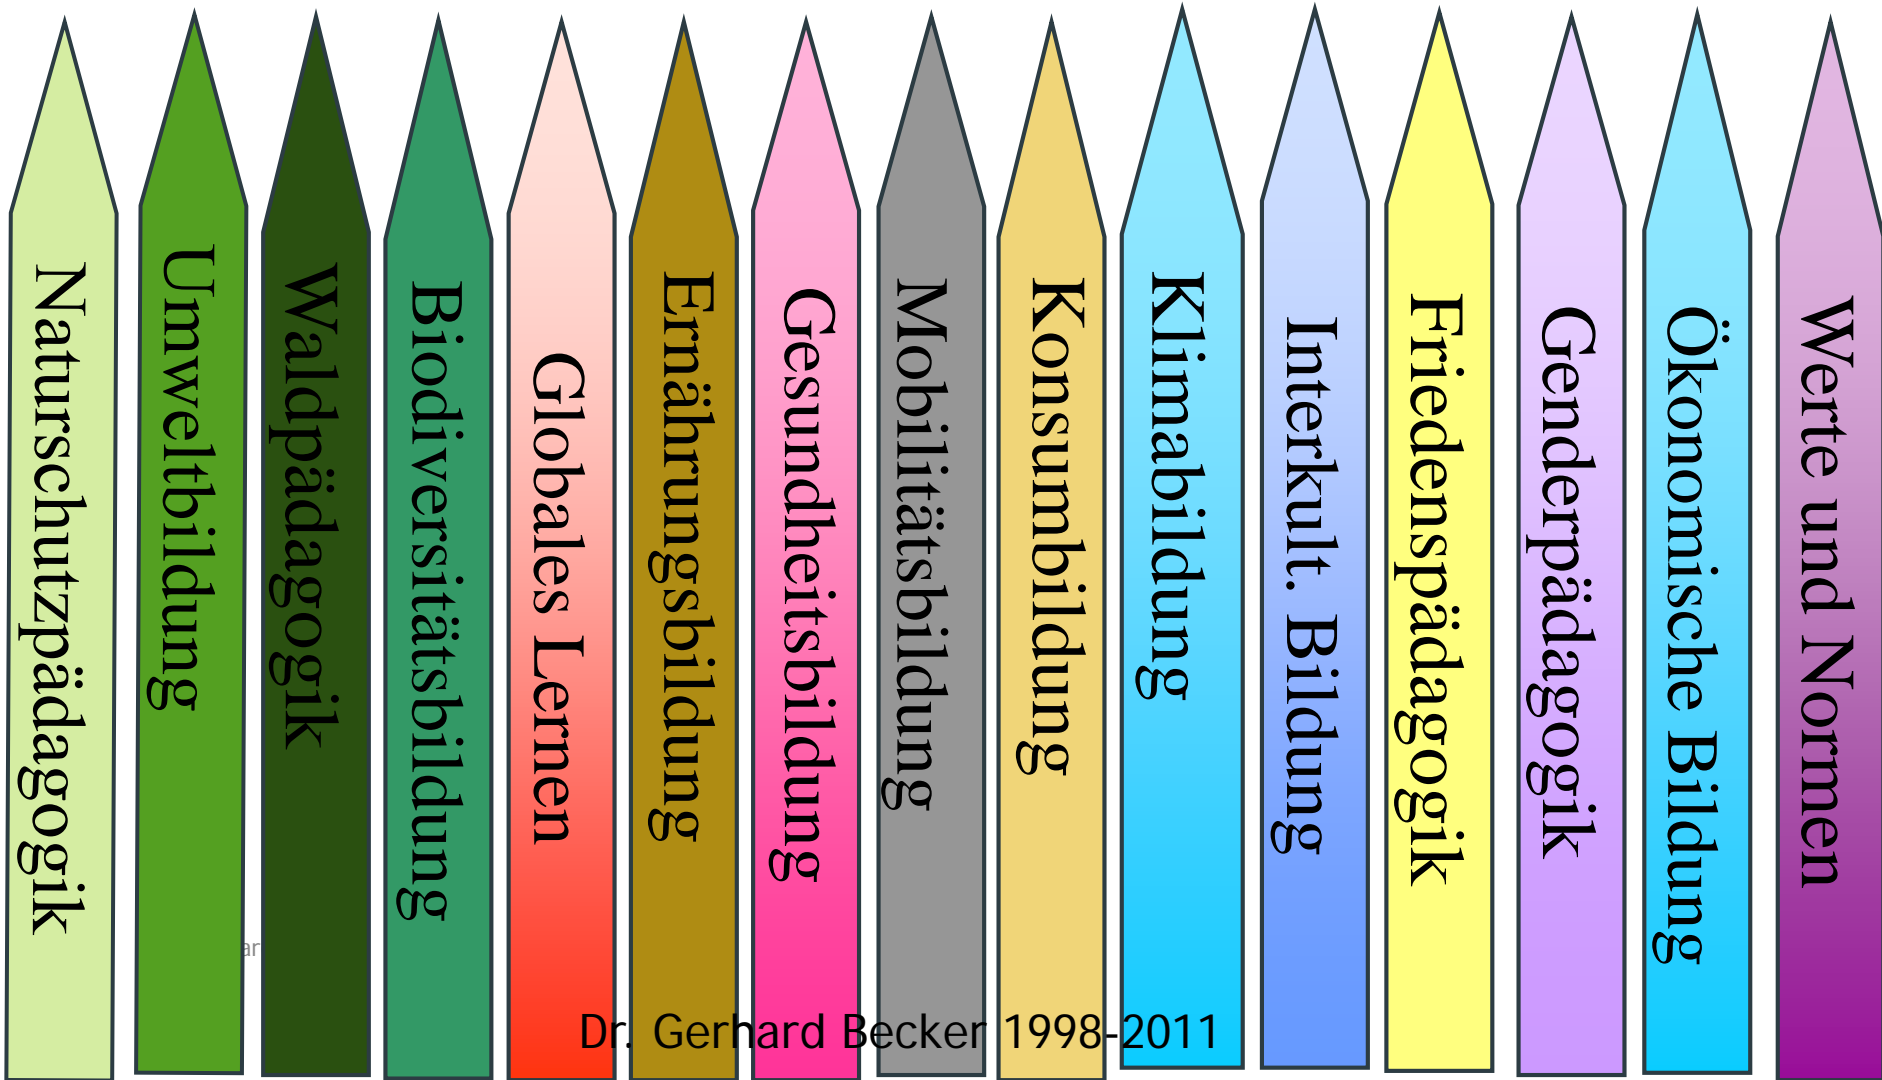 Naturschutzpädagogik
Umweltbildung
Waldpädagogik
Biodiversitätsbildung
Globales Lernen
Ernährungsbildung
Gesundheitsbildung
Mobilitätsbildung
Konsumbildung
Klimabildung
Interkult. Bildung
Friedenspädagogik
Genderpädagogik
Ökonomische Bildung
Werte und Normen
Dr. Gerhard Becker 1998-2011